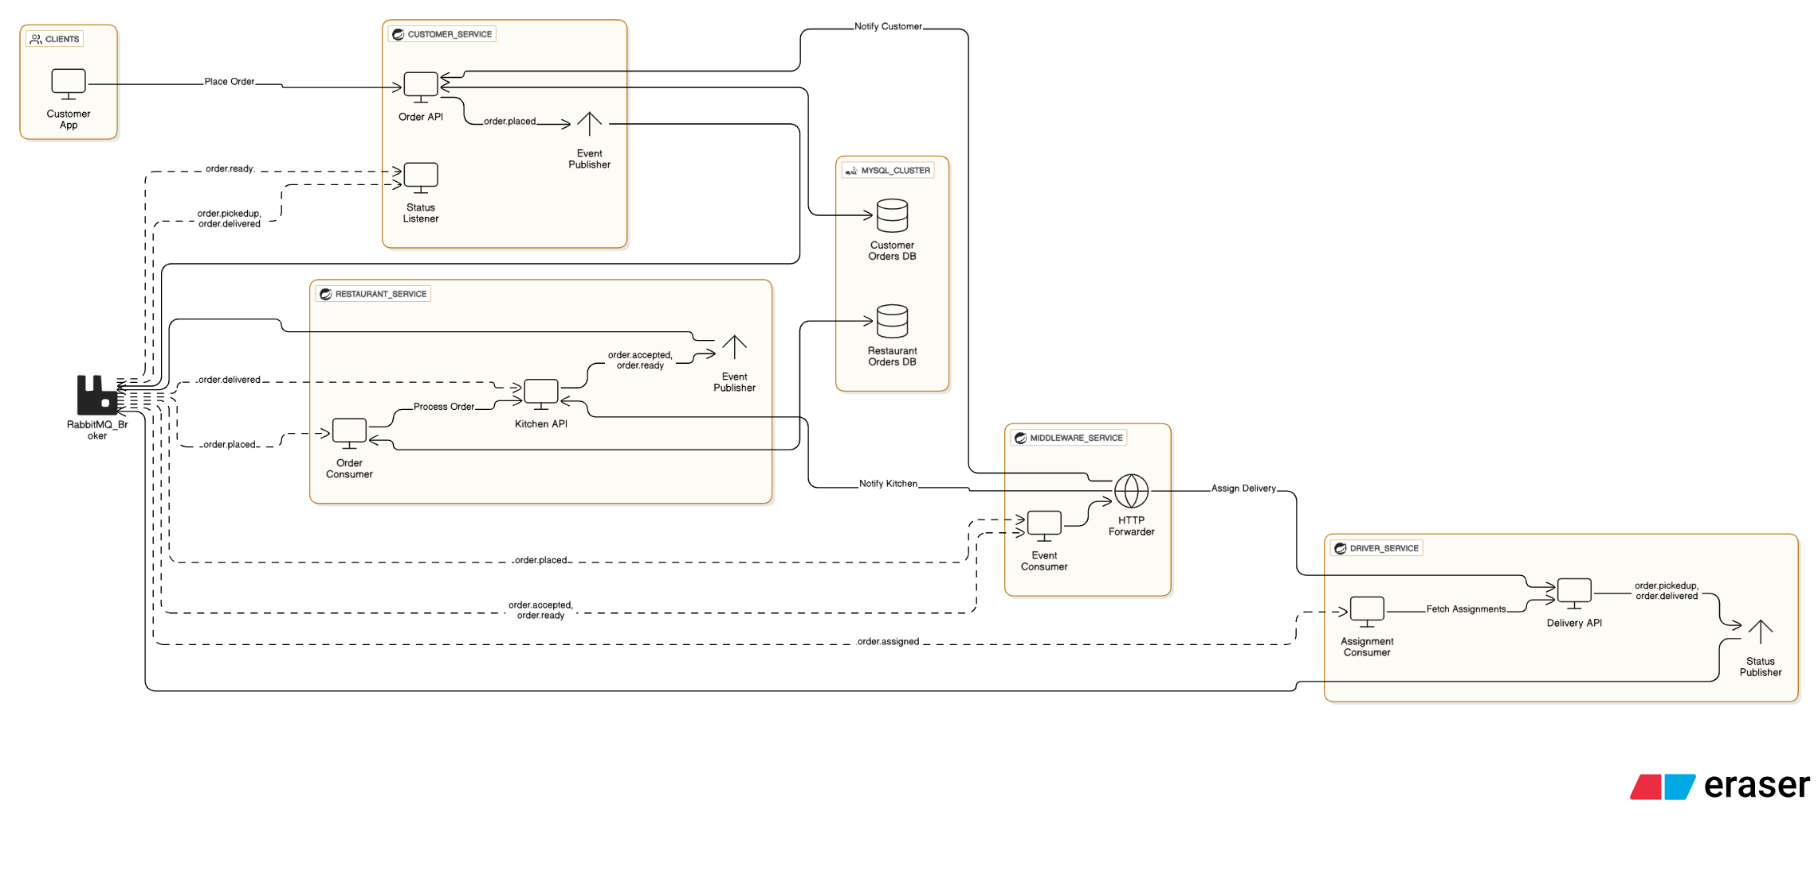 CLIENTS
Customer
App
Place Order
CUSTOMER_SERVICE
Order API
order.placed
Event
Publisher
Status
Listener
order.ready
order.pickedup,
order.delivered
Notify Customer
MYSQL_CLUSTER
Customer
Orders DB
Restaurant
Orders DB
RESTAURANT_SERVICE
order.accepted,
order.ready
Event
Publisher
order.delivered
Process Order
Kitchen API
order.placed
Order
Consumer
RabbitMQ_Br
oker
MIDDLEWARE_SERVICE
Notify Kitchen
HTTP
Forwarder
Event
Consumer
Assign Delivery
order.placed
order.accepted,
order.ready
order.assigned
DRIVER_SERVICE
Fetch Assignments
Assignment
Consumer
Delivery API
order.pickedup,
order.delivered
Status
Publisher
eraser